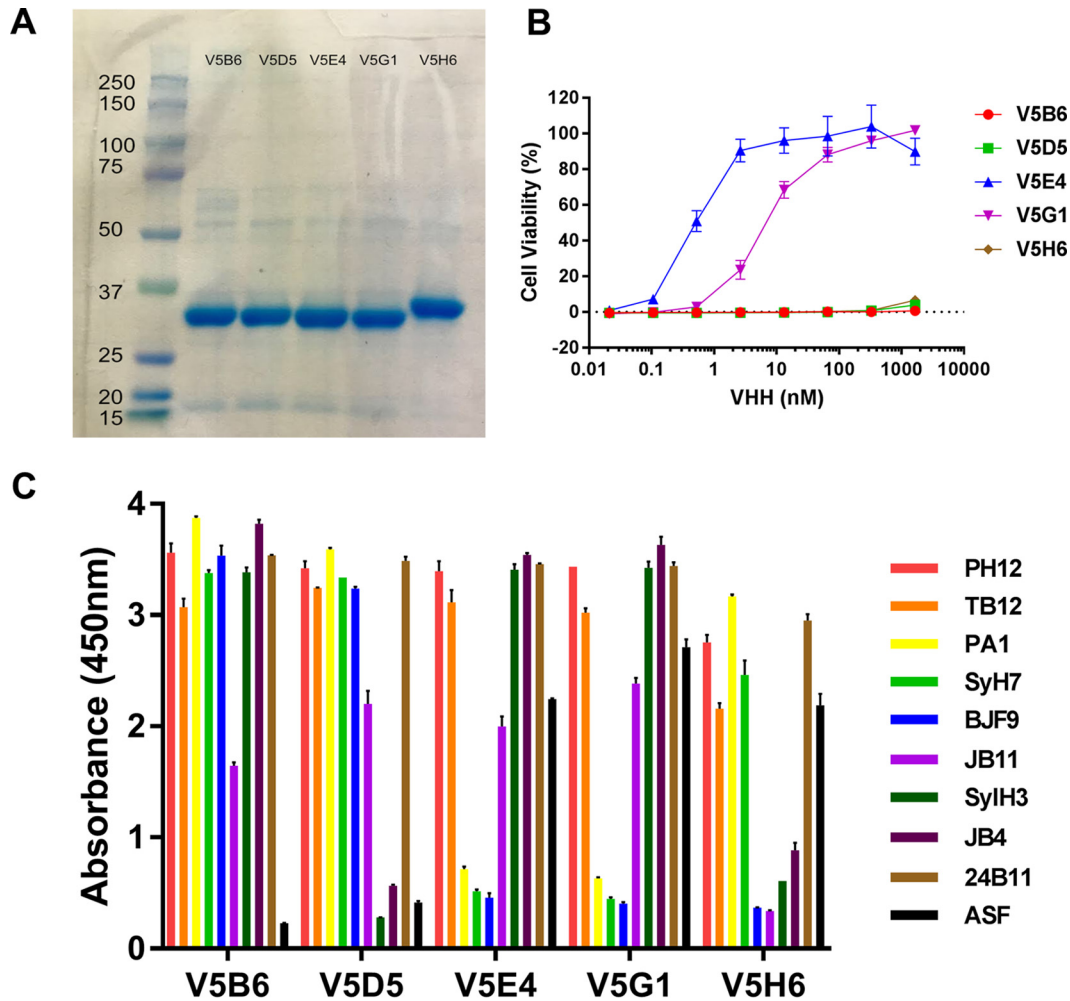 A
V5B6 V5D5 V5E4 V5G1 V5H6
250
150
100
75
50
37
25
20
15
B
Cell Viability (%)
120
100
80
60
40
20
0
-20
0.01 0.1 1 10 100 1000 10000
VHH (nM)
V5B6
V5D5
V5E4
V5G1
V5H6
C
Absorbance (450nm)
4
3
2
1
0
V5B6 V5D5 V5E4 V5G1 V5H6
PH12
TB12
PA1
SyH7
BJF9
JB11
SylH3
JB4
24B11
ASF